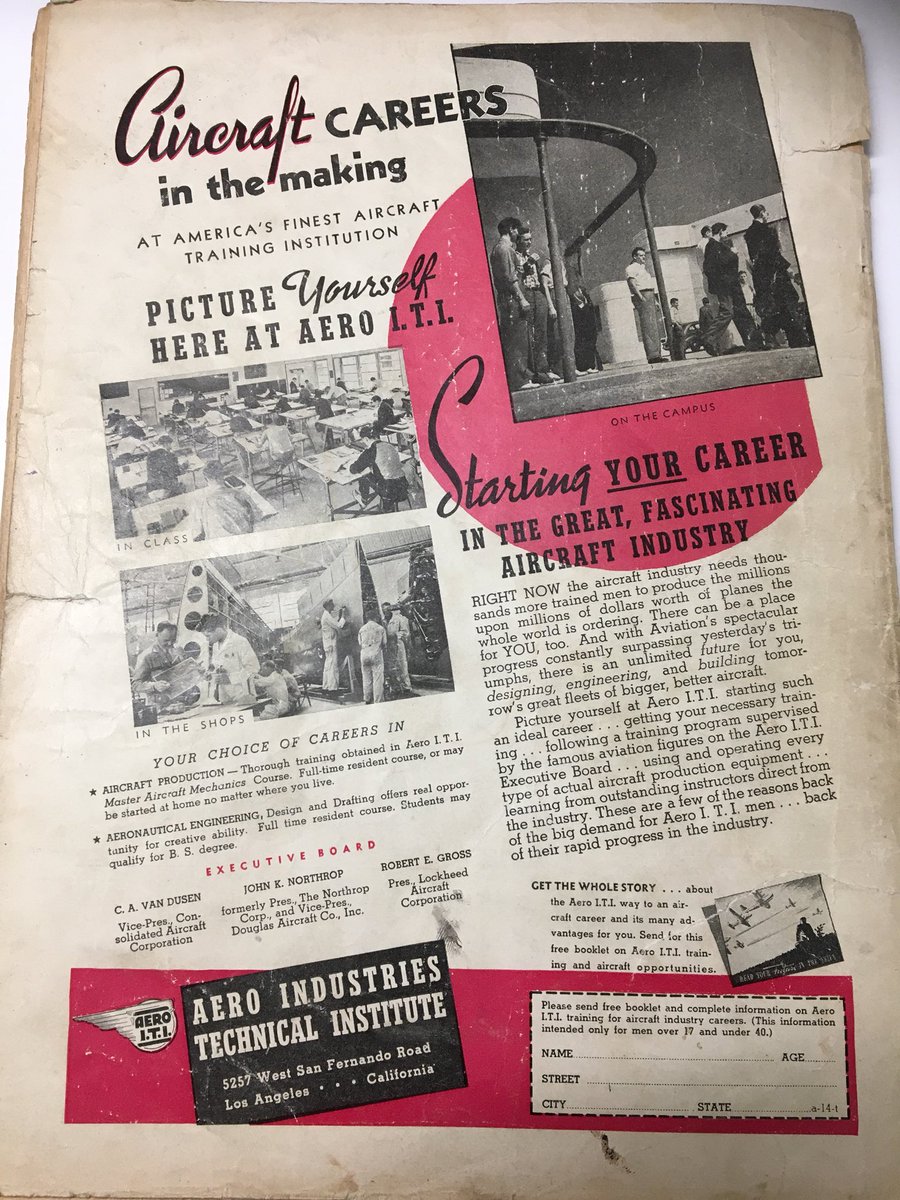 Aircraft CAREERS
in the making
AT AMERICA'S FINEST AIRCRAFT
TRAINING INSTITUTION
PICTURE Yourself
HERE AT AERO I.T.I.
ON THE CAMPUS
IN CLASS
IN THE SHOPS
Starting YOUR CAREER
IN THE GREAT, FASCINATING
AIRCRAFT INDUSTRY
RIGHT NOW the aircraft industry needs thou-
sands more trained men to produce the millions
upon millions of dollars worth of planes the
whole world is ordering. There can be a place
for YOU, too. And with Aviation's spectacular
progress constantly surpassing yesterday's tri-
umphs, there is an unlimited future for you,
designing, engineering, and building tomor-
row's great fleets of bigger, better aircraft.
Picture yourself at Aero I.T.I. starting such
an ideal career . . . getting your necessary train-
ing . . . following a training program supervised
by the famous aviation figures on the Aero I.T.I.
Executive Board . . . using and operating every
type of actual aircraft production equipment . . .
learning from outstanding instructors direct from
the industry. These are a few of the reasons back
of the big demand for Aero I. T. I. men . . . back
of their rapid progress in the industry.
YOUR CHOICE OF CAREERS IN
★ AIRCRAFT PRODUCTION — Thorough training obtained in Aero I. T. I.
Master Aircraft Mechanics Course. Full-time resident course, or may
be started at home no matter where you live.
★ AERONAUTICAL ENGINEERING, Design and Drafting offers real oppor-
tunity for creative ability. Full time resident course. Students may
qualify for B. S. degree.
EXECUTIVE BOARD
C. A. VAN DUSEN
Vice-Pres., Con-
solidated Aircraft
Corporation
JOHN K. NORTHROP
formerly Pres., The Northrop
Corp., and Vice-Pres.,
Douglas Aircraft Co., Inc.
ROBERT E. GROSS
Pres., Lockheed
Aircraft
Corporation
GET THE WHOLE STORY . . . about
the Aero I.T.I. way to an air-
craft career and its many ad-
vantages for you. Send for this
free booklet on Aero I.T.I. train-
ing and aircraft opportunities.
READ YOUR IN THE SKIES
AERO
I.T.I.
AERO INDUSTRIES
TECHNICAL INSTITUTE
5257 West San Fernando Road
Los Angeles · · · California
Please send free booklet and complete information on Aero
I.T.I. training for aircraft industry careers. (This information
intended only for men over 17 and under 40.)
NAME AGE
STREET
CITY STATE a-14-t